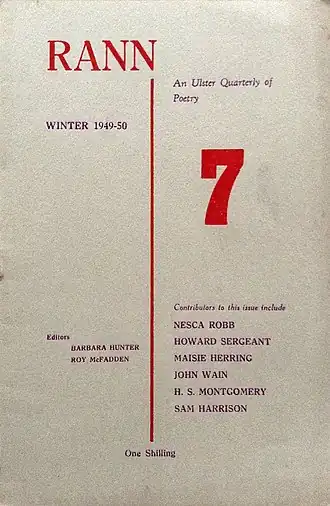 RANN
An Ulster Quarterly of
Poetry
WINTER 1949-50
7
Contributors to this issue include
NESCA ROBB
HOWARD SERGEANT
MAISIE HERRING
JOHN WAIN
H. S. MONTGOMERY
SAM HARRISON
Editors
BARBARA HUNTER
ROY McFADDEN
One Shilling